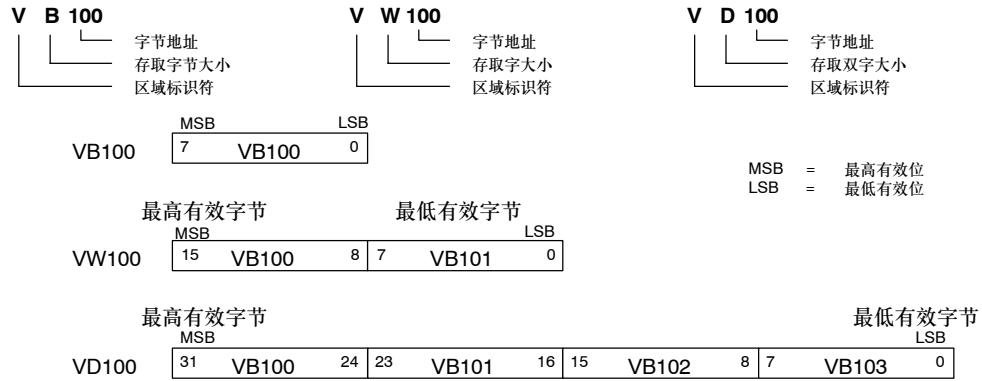 V B 100 V W 100 V D 100
字节地址 字节地址 字节地址
存取字节大小 存取字大小 存取双字大小
区域标识符 区域标识符 区域标识符
MSB LSB
VB100 7 VB100 0
MSB = 最高有效位
LSB = 最低有效位
最高有效字节 最低有效字节
MSB LSB
VW100 15 VB100 8 7 VB101 0
最高有效字节 最低有效字节
MSB LSB
VD100 31 VB100 24 23 VB101 16 15 VB102 8 7 VB103 0